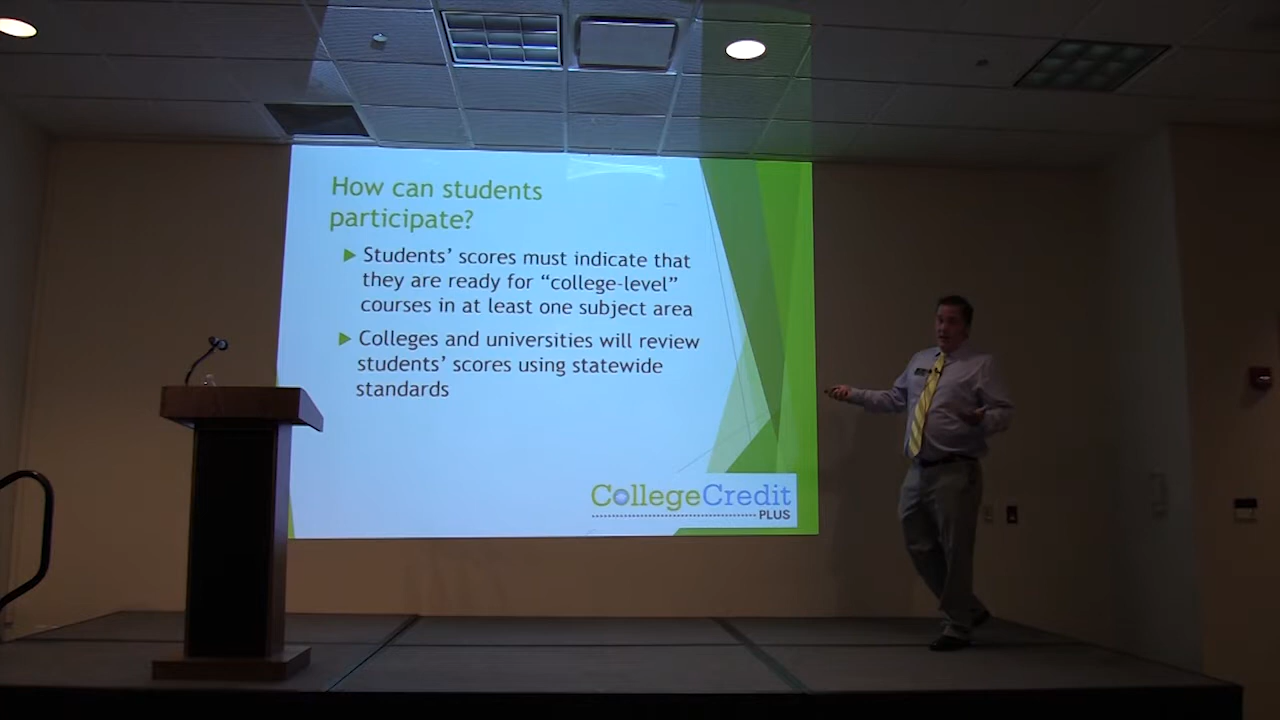 How can students
participate?
Students' scores must indicate that
they are ready for “college-level”
courses in at least one subject area
Colleges and universities will review
students' scores using statewide
standards
CollegeCredit
PLUS